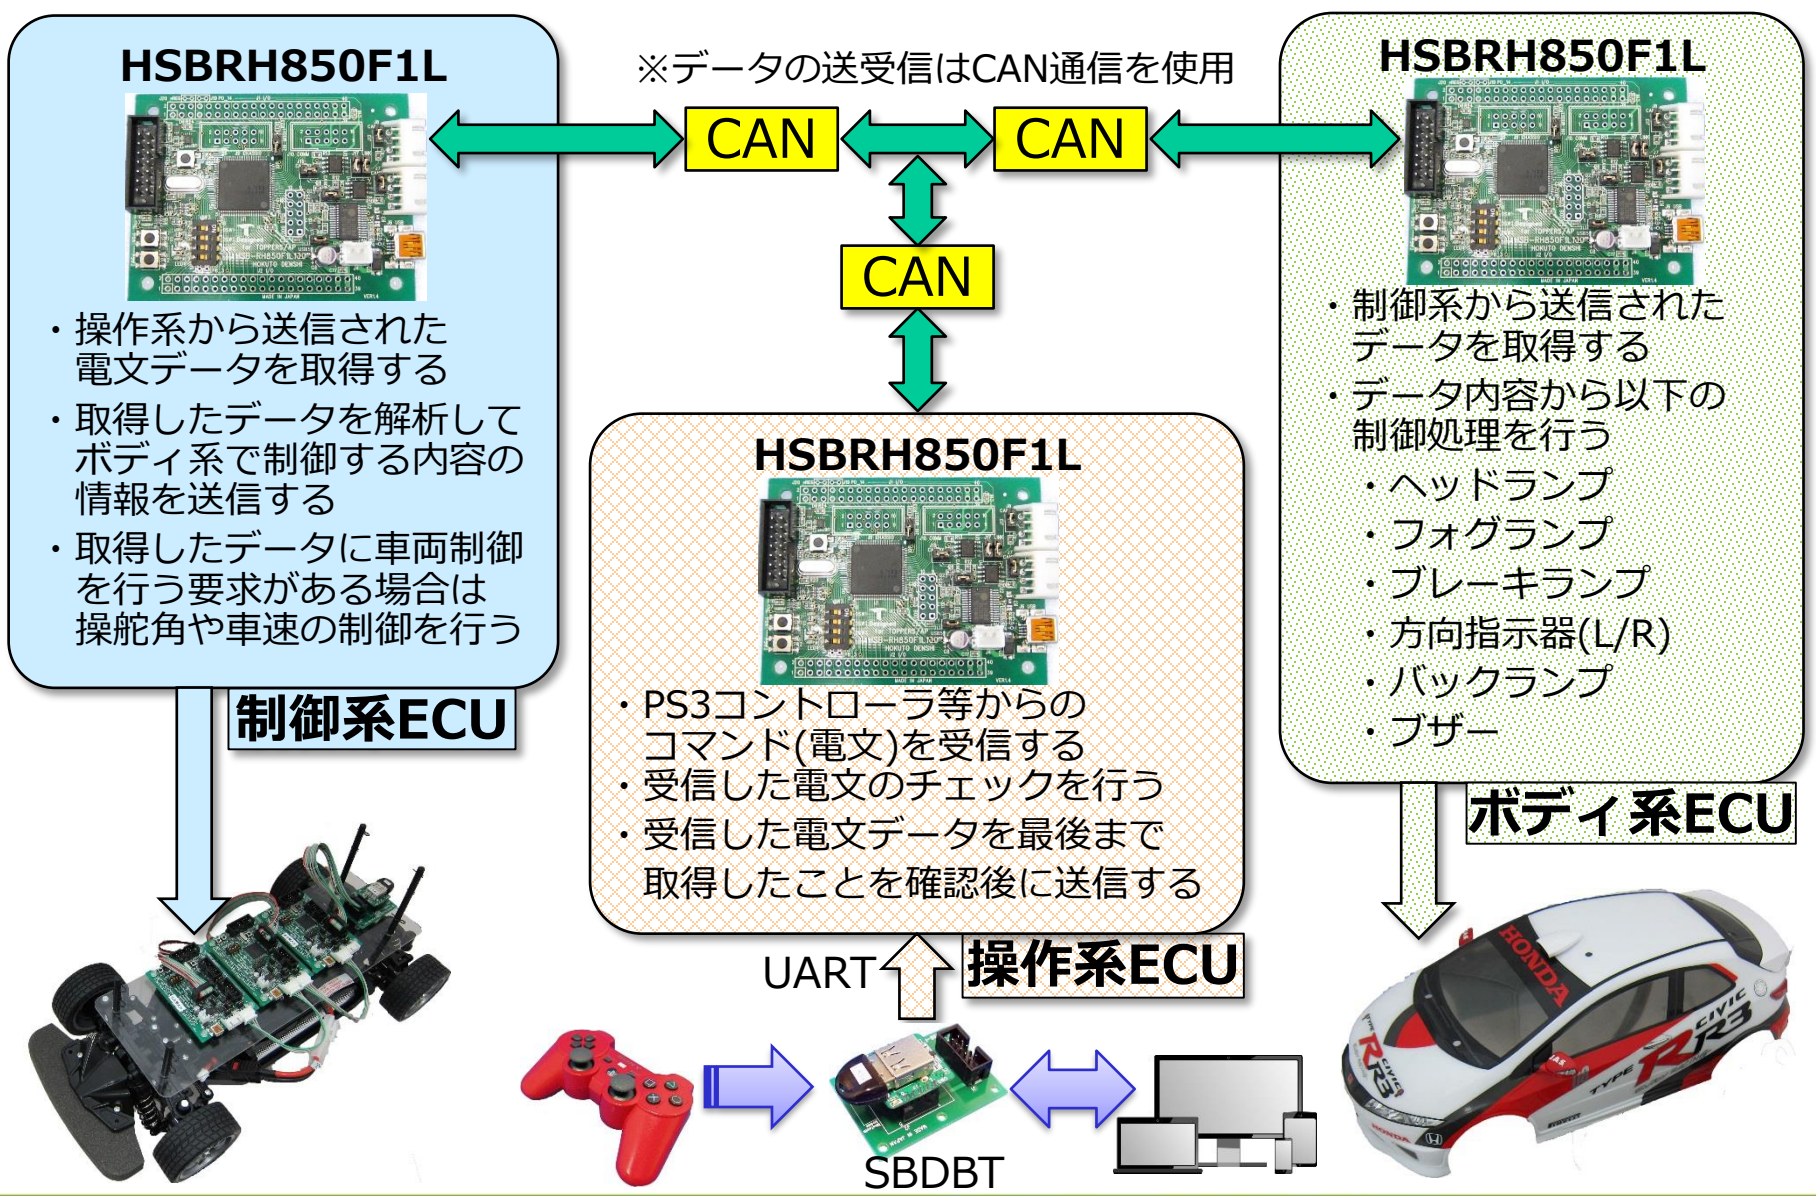 HSBRH850F1L
・操作系から送信された
電文データを取得する
・取得したデータを解析して
ボディ系で制御する内容の
情報を送信する
・取得したデータに車両制御
を行う要求がある場合は
操舵角や車速の制御を行う
制御系ECU
※データの送受信はCAN通信を使用
CAN
CAN
CAN
HSBRH850F1L
・PS3コントローラ等からの
コマンド(電文)を受信する
・受信した電文のチェックを行う
・受信した電文データを最後まで
取得したことを確認後に送信する
操作系ECU
UART
SBDBT
HSBRH850F1L
・制御系から送信された
データを取得する
・データ内容から以下の
制御処理を行う
・ヘッドランプ
・フォグランプ
・ブレーキランプ
・方向指示器(L/R)
・バックランプ
・ブザー
ボディ系ECU
HONDA
CIVIC
TYPE R
R3
HONDA